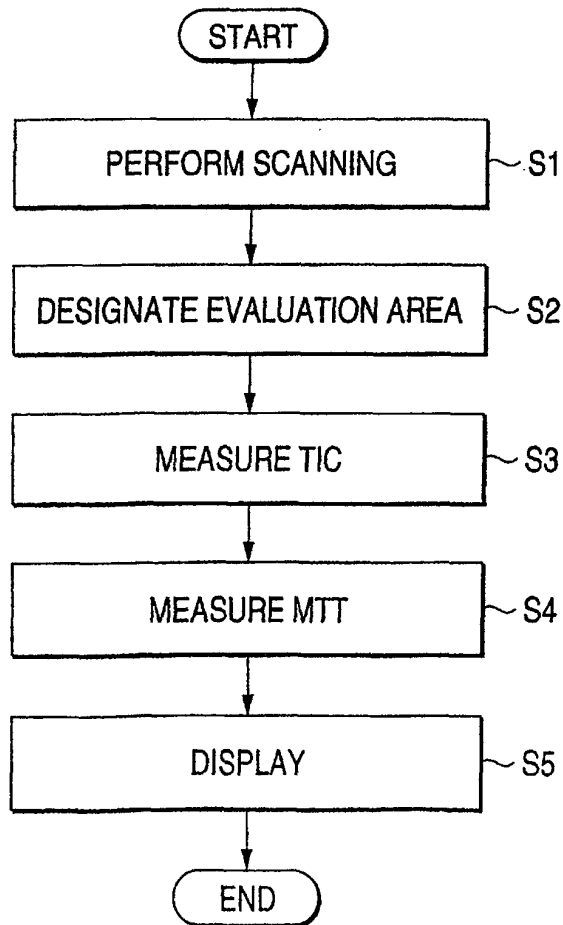 START
PERFORM SCANNING
S1
DESIGNATE EVALUATION AREA
S2
MEASURE TIC
S3
MEASURE MTT
S4
DISPLAY
S5
END